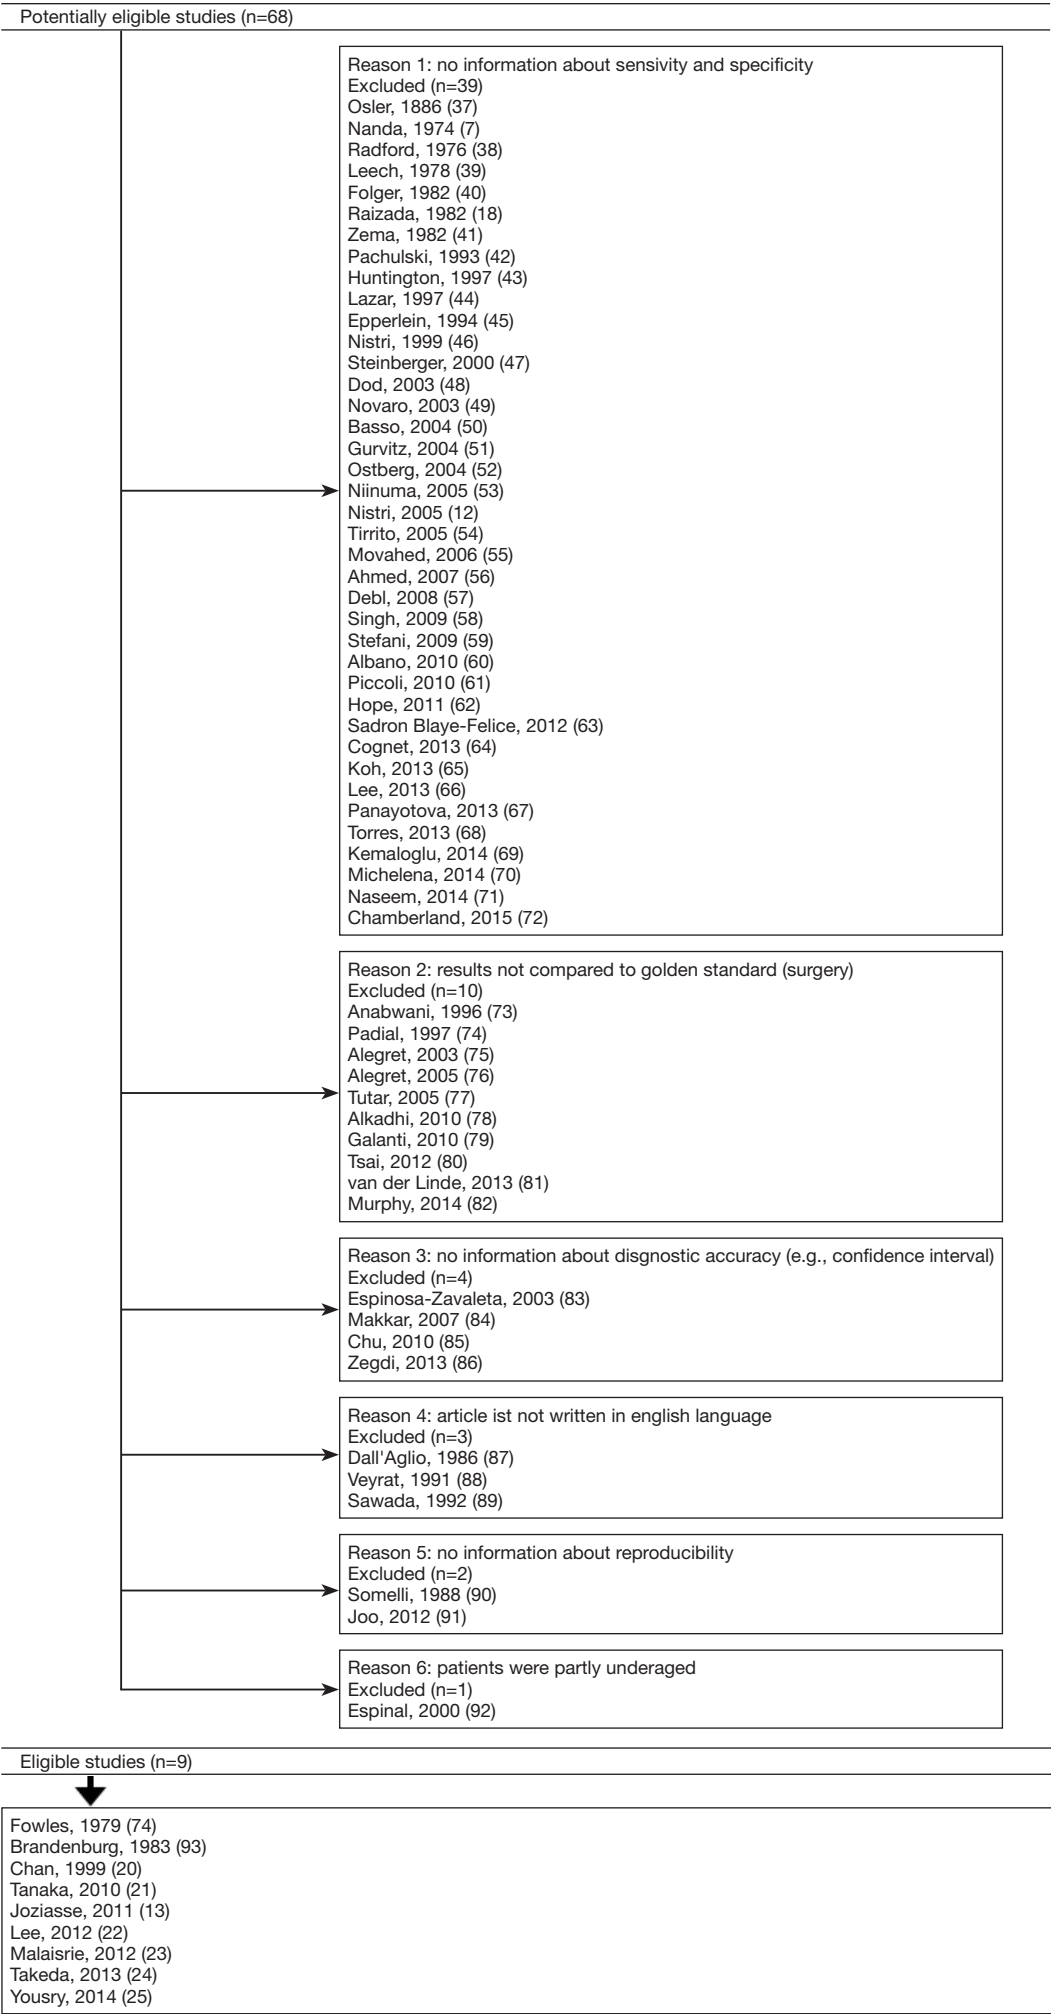 Potentially eligible studies (n=68)
Reason 1: no information about sensivity and specificity
Excluded (n=39)
Osler, 1886 (37)
Nanda, 1974 (7)
Radford, 1976 (38)
Leech, 1978 (39)
Folger, 1982 (40)
Raizada, 1982 (18)
Zema, 1982 (41)
Pachulski, 1993 (42)
Huntington, 1997 (43)
Lazar, 1997 (44)
Epperlein, 1994 (45)
Nistri, 1999 (46)
Steinberger, 2000 (47)
Dod, 2003 (48)
Novaro, 2003 (49)
Basso, 2004 (50)
Gurvitz, 2004 (51)
Ostberg, 2004 (52)
Niinuma, 2005 (53)
Nistri, 2005 (12)
Tirrito, 2005 (54)
Movahed, 2006 (55)
Ahmed, 2007 (56)
Debl, 2008 (57)
Singh, 2009 (58)
Stefani, 2009 (59)
Albano, 2010 (60)
Piccoli, 2010 (61)
Hope, 2011 (62)
Sadron Blaye-Felice, 2012 (63)
Cognet, 2013 (64)
Koh, 2013 (65)
Lee, 2013 (66)
Panayotova, 2013 (67)
Torres, 2013 (68)
Kemaloglu, 2014 (69)
Michelena, 2014 (70)
Naseem, 2014 (71)
Chamberland, 2015 (72)
Reason 2: results not compared to golden standard (surgery)
Excluded (n=10)
Anabwani, 1996 (73)
Padial, 1997 (74)
Alegret, 2003 (75)
Alegret, 2005 (76)
Tutar, 2005 (77)
Alkadhi, 2010 (78)
Galanti, 2010 (79)
Tsai, 2012 (80)
van der Linde, 2013 (81)
Murphy, 2014 (82)
Reason 3: no information about disgnostic accuracy (e.g., confidence interval)
Excluded (n=4)
Espinosa-Zavaleta, 2003 (83)
Makkar, 2007 (84)
Chu, 2010 (85)
Zegdi, 2013 (86)
Reason 4: article ist not written in english language
Excluded (n=3)
Dall'Aglio, 1986 (87)
Veyrat, 1991 (88)
Sawada, 1992 (89)
Reason 5: no information about reproducibility
Excluded (n=2)
Somelli, 1988 (90)
Joo, 2012 (91)
Reason 6: patients were partly underaged
Excluded (n=1)
Espinal, 2000 (92)
Eligible studies (n=9)
Fowles, 1979 (74)
Brandenburg, 1983 (93)
Chan, 1999 (20)
Tanaka, 2010 (21)
Joziasse, 2011 (13)
Lee, 2012 (22)
Malaisrie, 2012 (23)
Takeda, 2013 (24)
Yousry, 2014 (25)